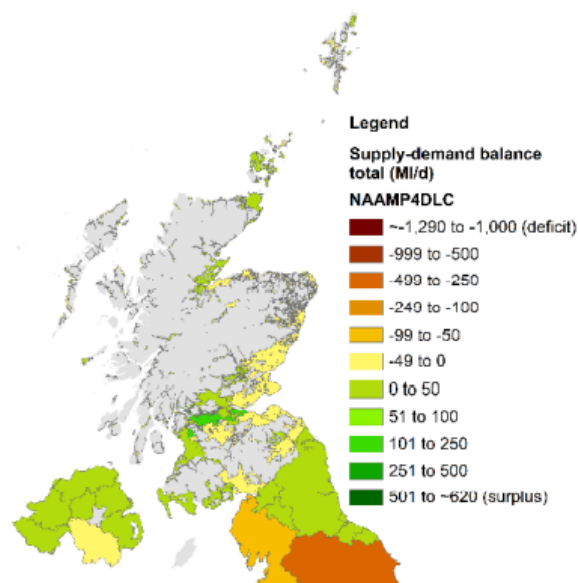 Legend
Supply-demand balance
total (Ml/d)
NAAMP4DLC
~-1,290 to -1,000 (deficit)
-999 to -500
-499 to -250
-249 to -100
-99 to -50
-49 to 0
0 to 50
51 to 100
101 to 250
251 to 500
501 to ~620 (surplus)